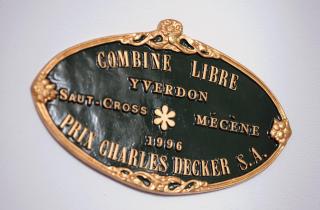 COMBINE LIBRE
YVERDON
SAUT-CROSS MÉCÈNE
1996
PRIX CHARLES DECKER S.A.